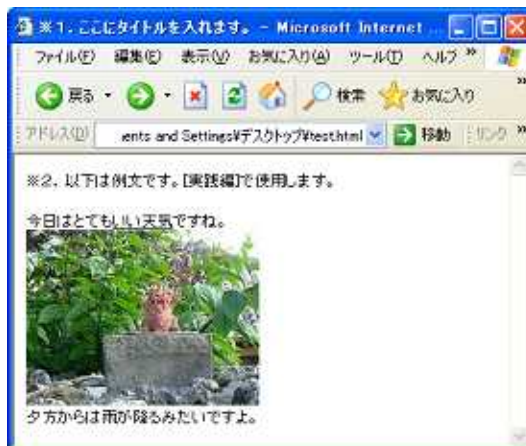 ※1.ここにタイトルを入れます。 - Microsoft Internet ...
ファイル(F) 編集(E) 表示(V) お気に入り(A) ツール(T) ヘルプ »
戻る 検索 お気に入り »
アドレス(D) ents and Settings¥デスクトップ¥test.html 移動 リンク »
※2. 以下は例文です。[実践編]で使用します。
今日はとてもいい天気ですね。
夕方からは雨が降るみたいですよ。